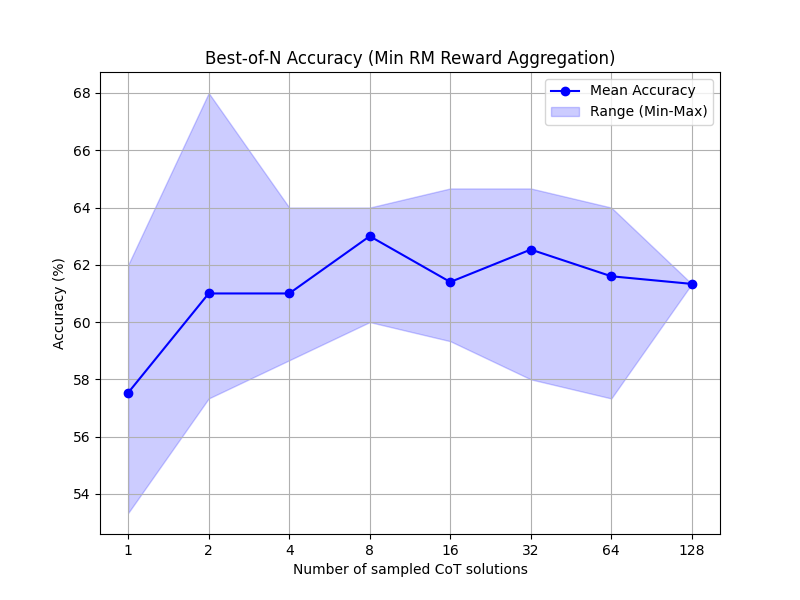 Best-of-N Accuracy (Min RM Reward Aggregation)
Mean Accuracy
Range (Min-Max)
Accuracy (%)
68
66
64
62
60
58
56
54
1 2 4 8 16 32 64 128
Number of sampled CoT solutions